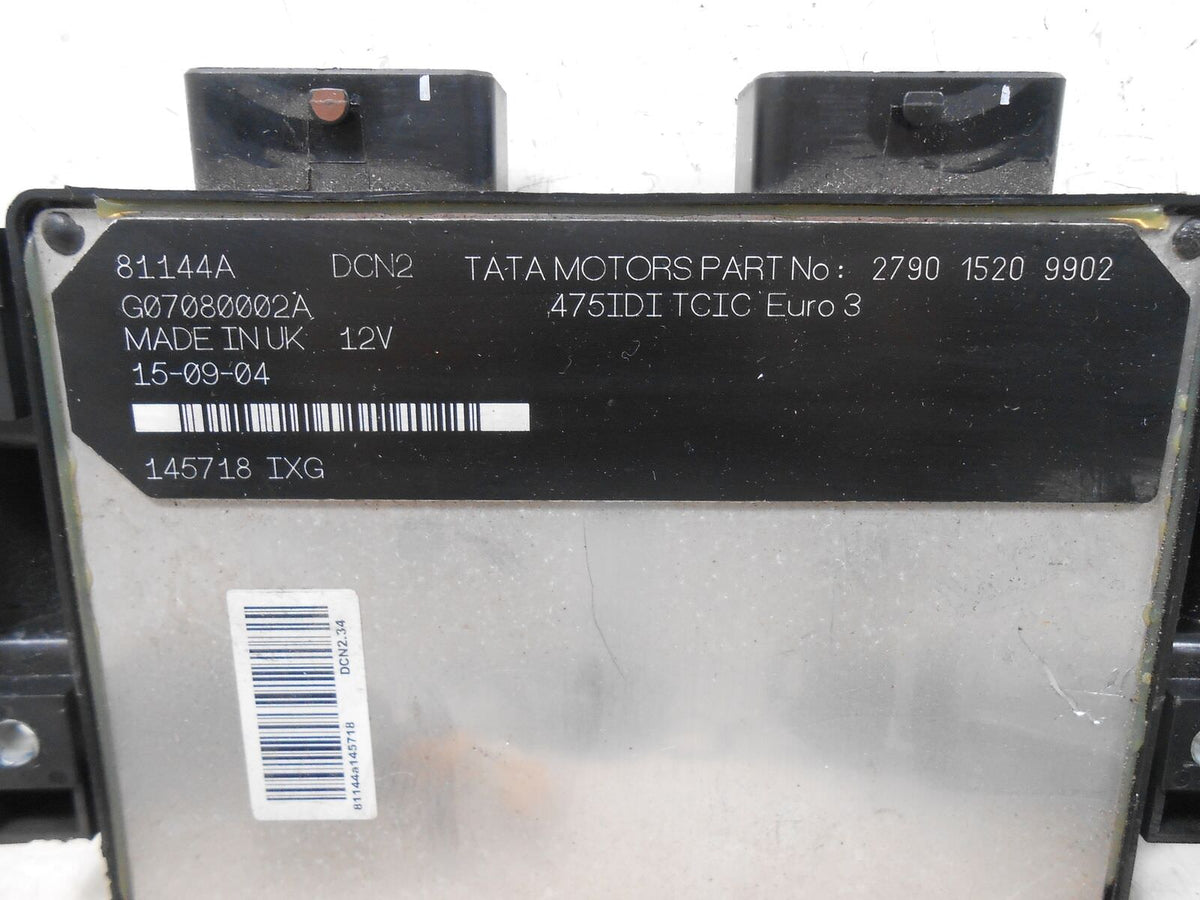 81144A DCN2 TATA MOTORS PART No: 2790 1520 9902
G07080002A 475IDI TCIC Euro 3
MADE IN UK 12V
15-09-04
145718 IXG
DCN2.34
81144a145718